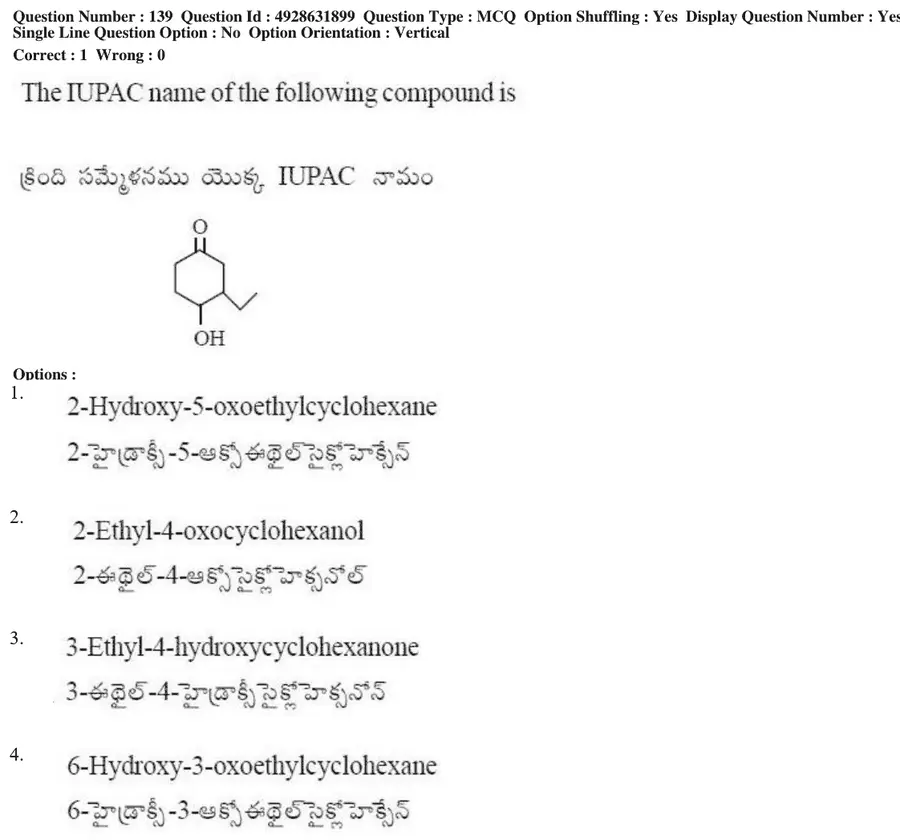 Question Number : 139 Question Id : 4928631899 Question Type : MCQ Option Shuffling : Yes Display Question Number : Yes
Single Line Question Option : No Option Orientation : Vertical
Correct : 1 Wrong : 0
The IUPAC name of the following compound is
క్రింది సమ్మేళనము యొక్క IUPAC నామం
O
OH
Options :
1.
2-Hydroxy-5-oxoethylcyclohexane
2-హైడ్రాక్సీ-5-ఆక్సోఈథైల్‌సైక్లోహెక్సేన్
2.
2-Ethyl-4-oxocyclohexanol
2-ఈథైల్-4-ఆక్సోసైక్లోహెక్సనోల్
3.
3-Ethyl-4-hydroxycyclohexanone
3-ఈథైల్-4-హైడ్రాక్సీసైక్లోహెక్సనోన్
4.
6-Hydroxy-3-oxoethylcyclohexane
6-హైడ్రాక్సీ-3-ఆక్సోఈథైల్‌సైక్లోహెక్సేన్